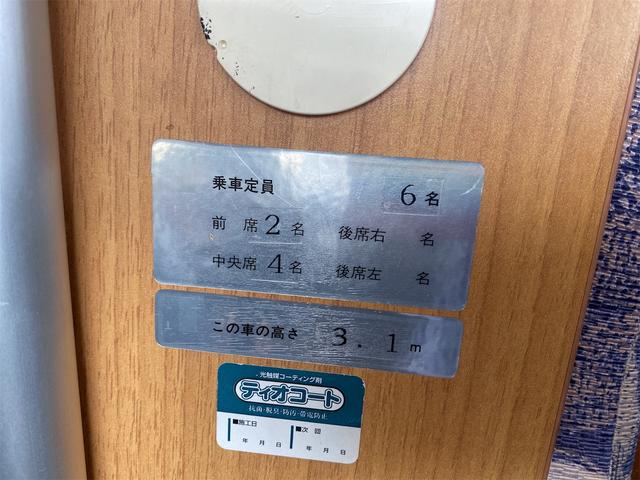 乗車定員 6名
前 席 2 名 後席右 名
中央席 4 名 後席左 名
この車の高さ 3.1m
光触媒コーティング剤
ティオコート
抗菌・脱臭・防汚・帯電防止
■施工日 ■次 回
年 月 日 年 月 日